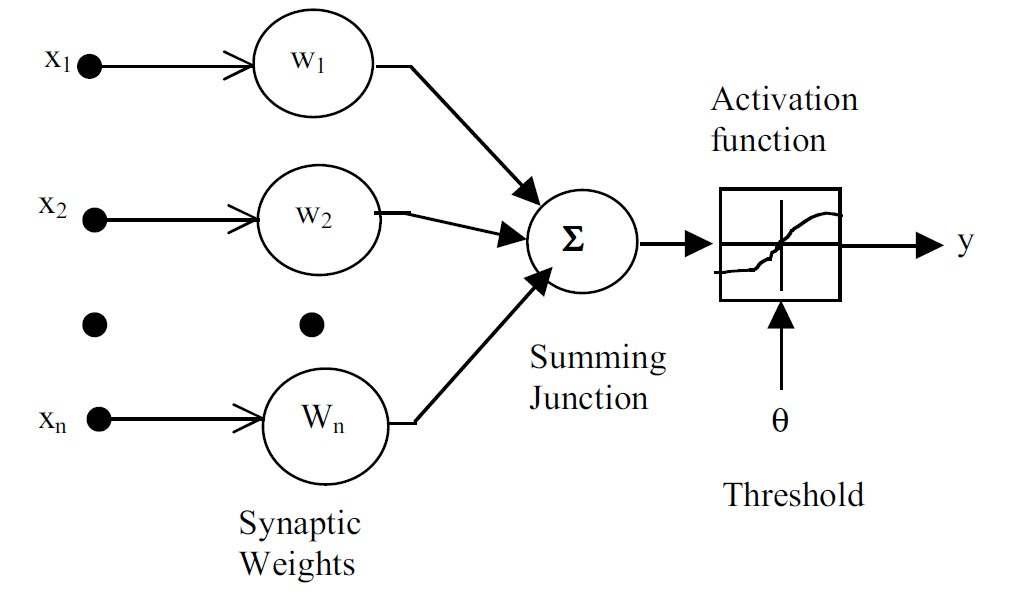 x₁
w₁
Activation
function
x₂
w₂
Σ
y
Summing
Junction
xₙ
Wₙ
θ
Threshold
Synaptic
Weights